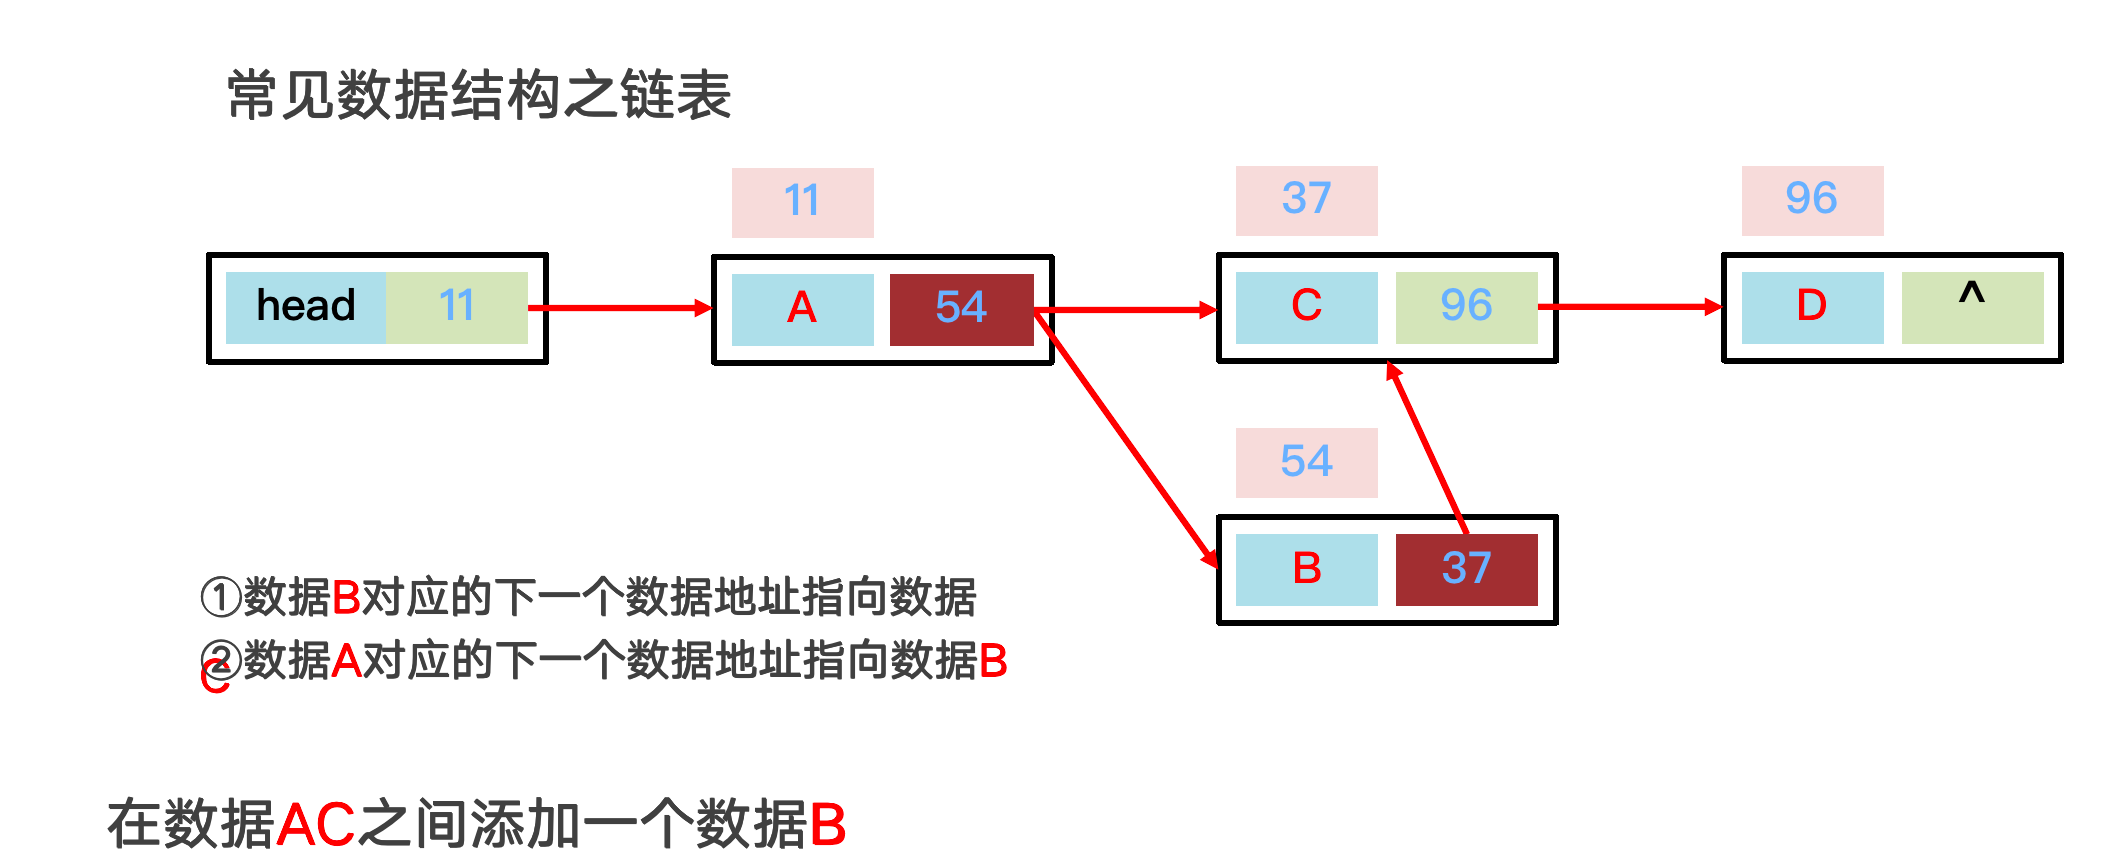 常见数据结构之链表
11
37
96
head 11
A 54
C 96
D ^
54
B 37
①数据B对应的下一个数据地址指向数据
C
②数据A对应的下一个数据地址指向数据B
在数据AC之间添加一个数据B